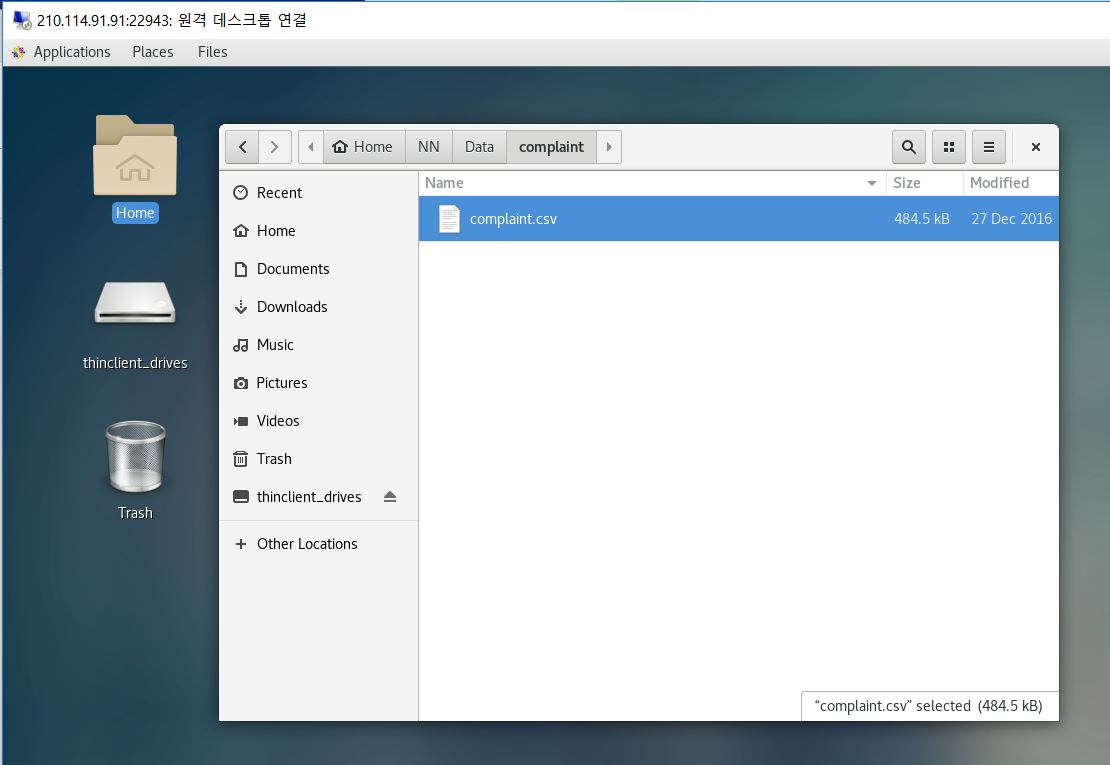 210.114.91.91:22943: 원격 데스크톱 연결
Applications Places Files
Home
thinclient_drives
Trash
Home NN Data complaint
Recent
Home
Documents
Downloads
Music
Pictures
Videos
Trash
thinclient_drives
Other Locations
Name Size Modified
complaint.csv 484.5 kB 27 Dec 2016
“complaint.csv” selected (484.5 kB)